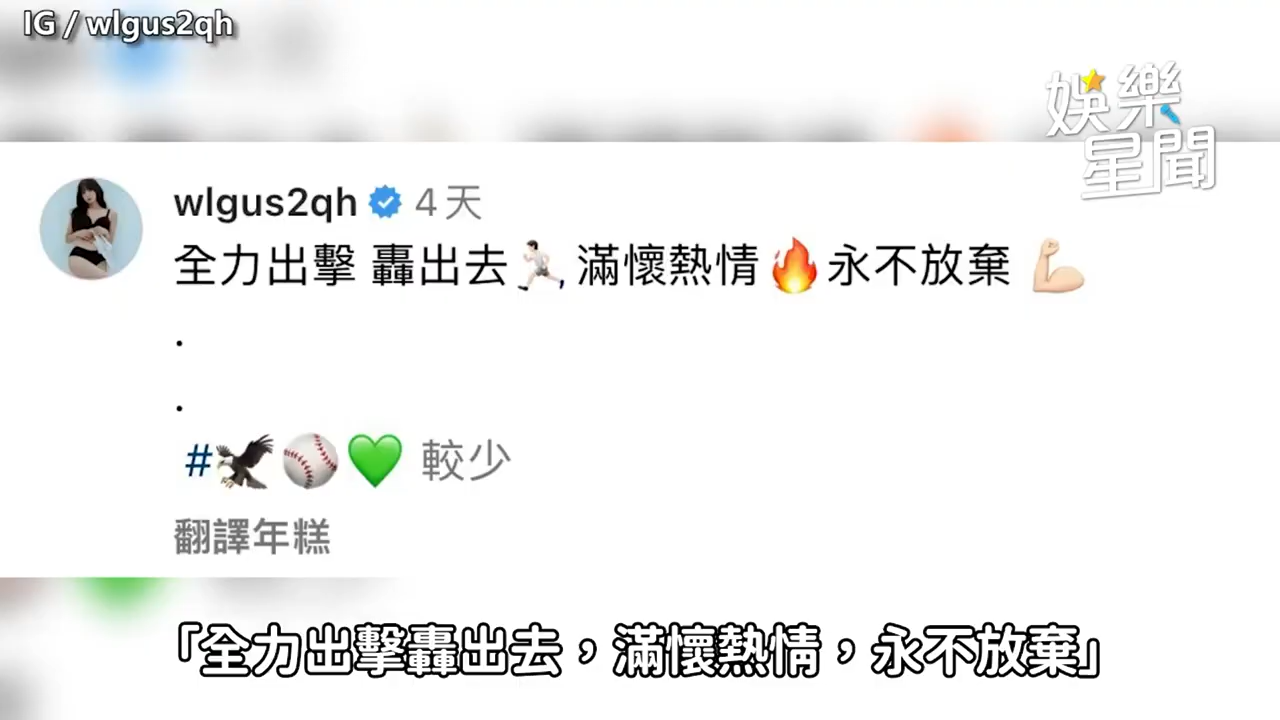 IG / wlgus2qh
娛樂
星聞
wlgus2qh 4天
全力出擊 轟出去🏃🏻滿懷熱情🔥永不放棄 💪🏻
.
.
#🦅⚾💚 較少
翻譯年糕
「全力出擊轟出去，滿懷熱情，永不放棄」